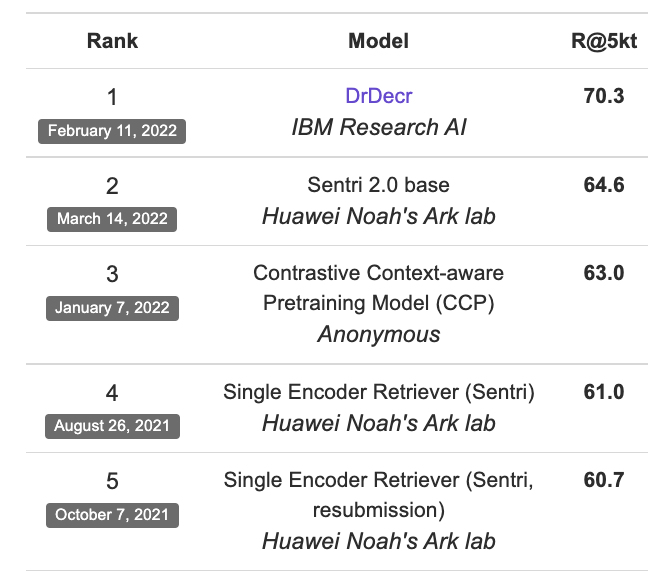 Rank Model R@5kt
1 DrDecr 70.3
February 11, 2022 IBM Research AI
2 Sentri 2.0 base 64.6
March 14, 2022 Huawei Noah's Ark lab
3 Contrastive Context-aware 63.0
January 7, 2022 Pretraining Model (CCP)
Anonymous
4 Single Encoder Retriever (Sentri) 61.0
August 26, 2021 Huawei Noah's Ark lab
5 Single Encoder Retriever (Sentri, 60.7
October 7, 2021 resubmission)
Huawei Noah's Ark lab